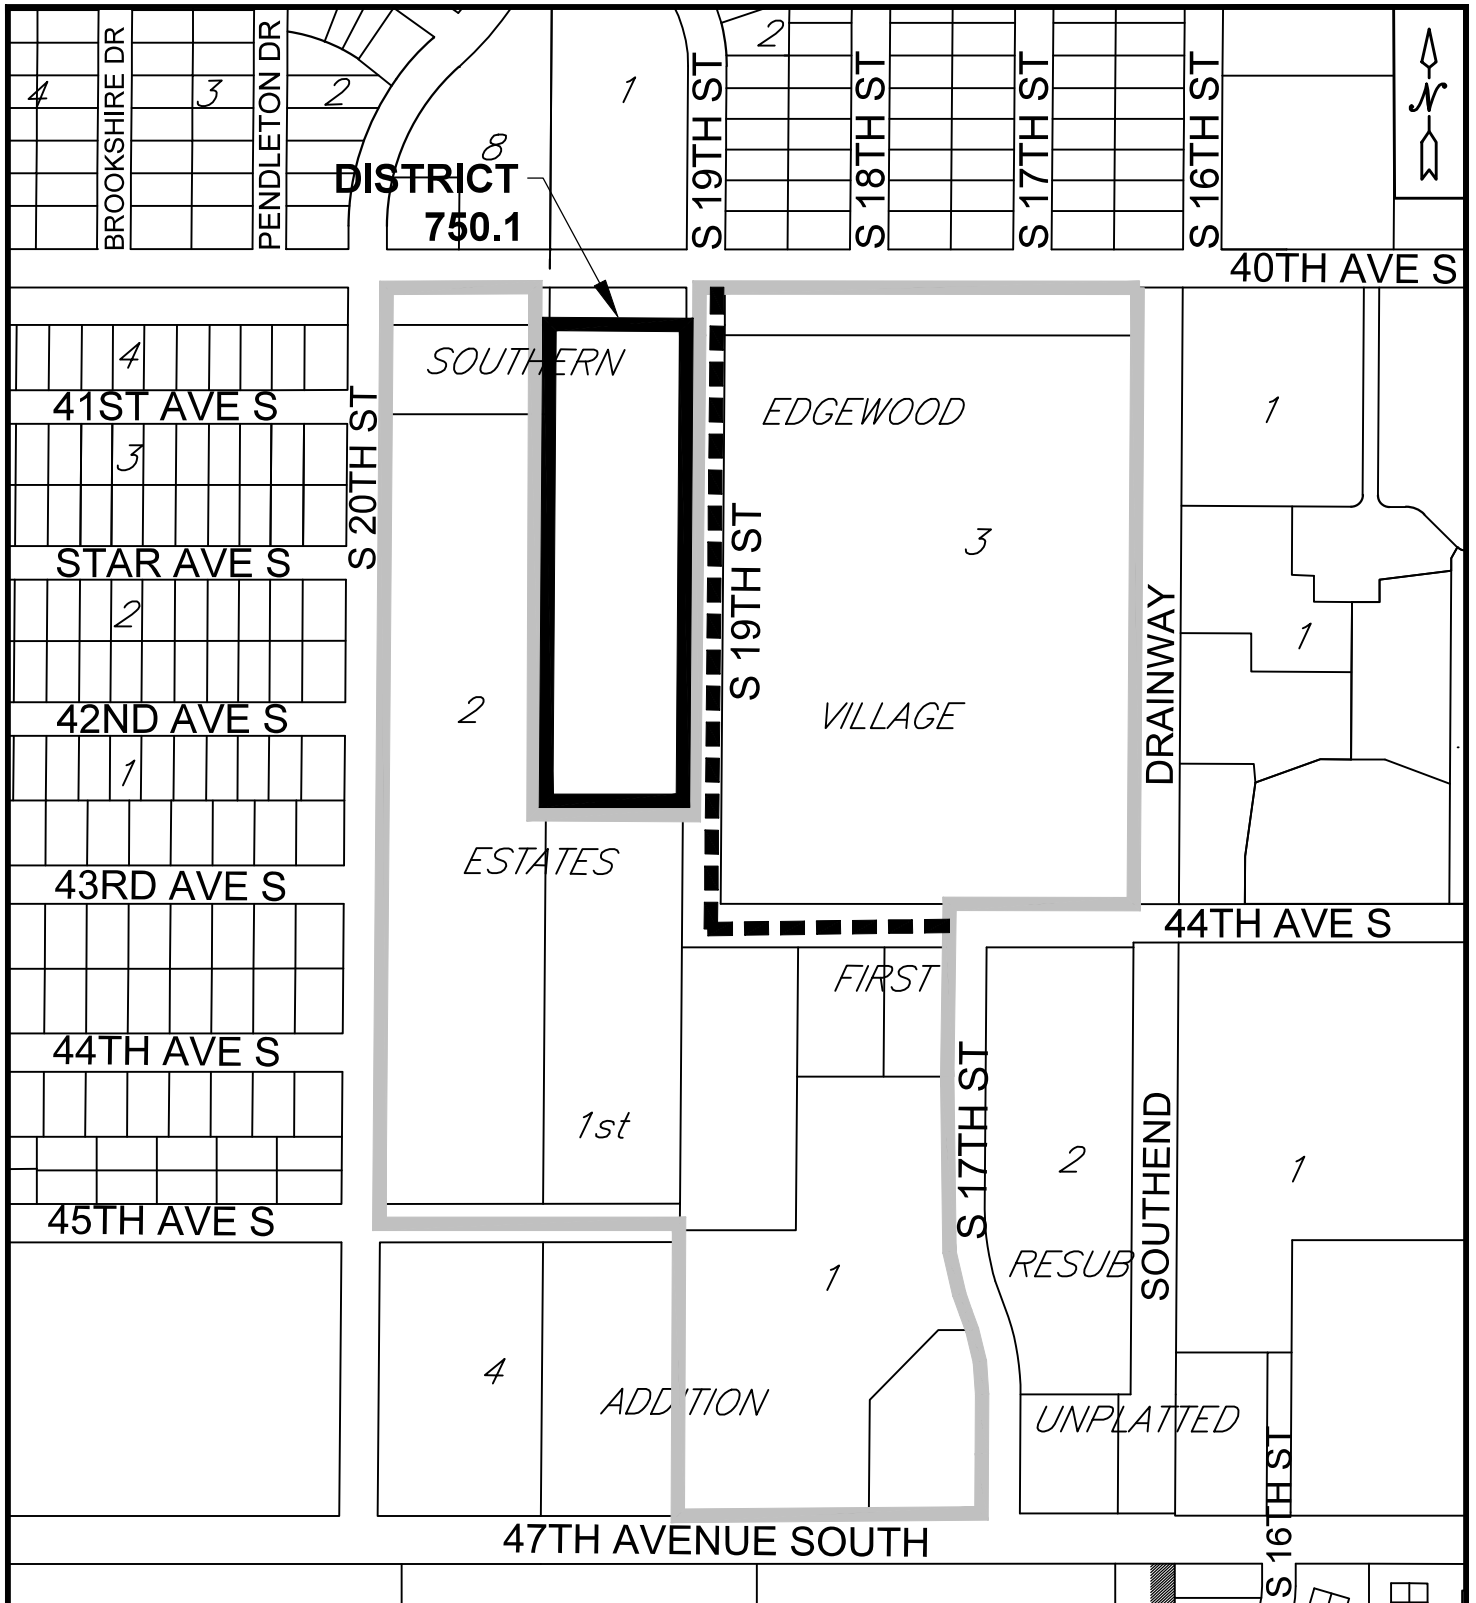 BROOKSHIRE DR
PENDLETON DR
S 19TH ST
S 18TH ST
S 17TH ST
S 16TH ST
N
2
4
3
2
1
8
DISTRICT
750.1
40TH AVE S
4
SOUTHERN
41ST AVE S
S 20TH ST
EDGEWOOD
1
3
S 19TH ST
3
STAR AVE S
2
DRAINWAY
1
42ND AVE S
2
VILLAGE
1
ESTATES
43RD AVE S
44TH AVE S
FIRST
44TH AVE S
1st
S 17TH ST
2
SOUTHEND
1
45TH AVE S
1
RESUB
4
ADDITION
UNPLATTED
S 16TH ST
47TH AVENUE SOUTH